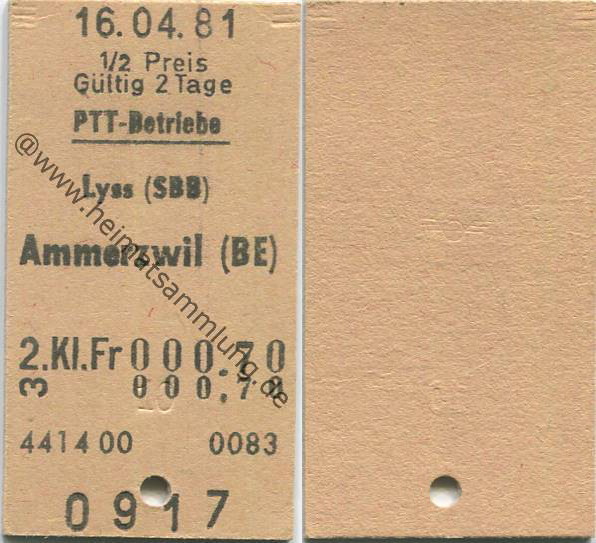 16.04.81
1/2 Preis
Gültig 2 Tage
PTT-Betriebe
Lyss (SBB)
Ammerzwil (BE)
2.Kl.Fr 000.70
3 000.70
441400 0083
0917
@www.heimatsammlung.de